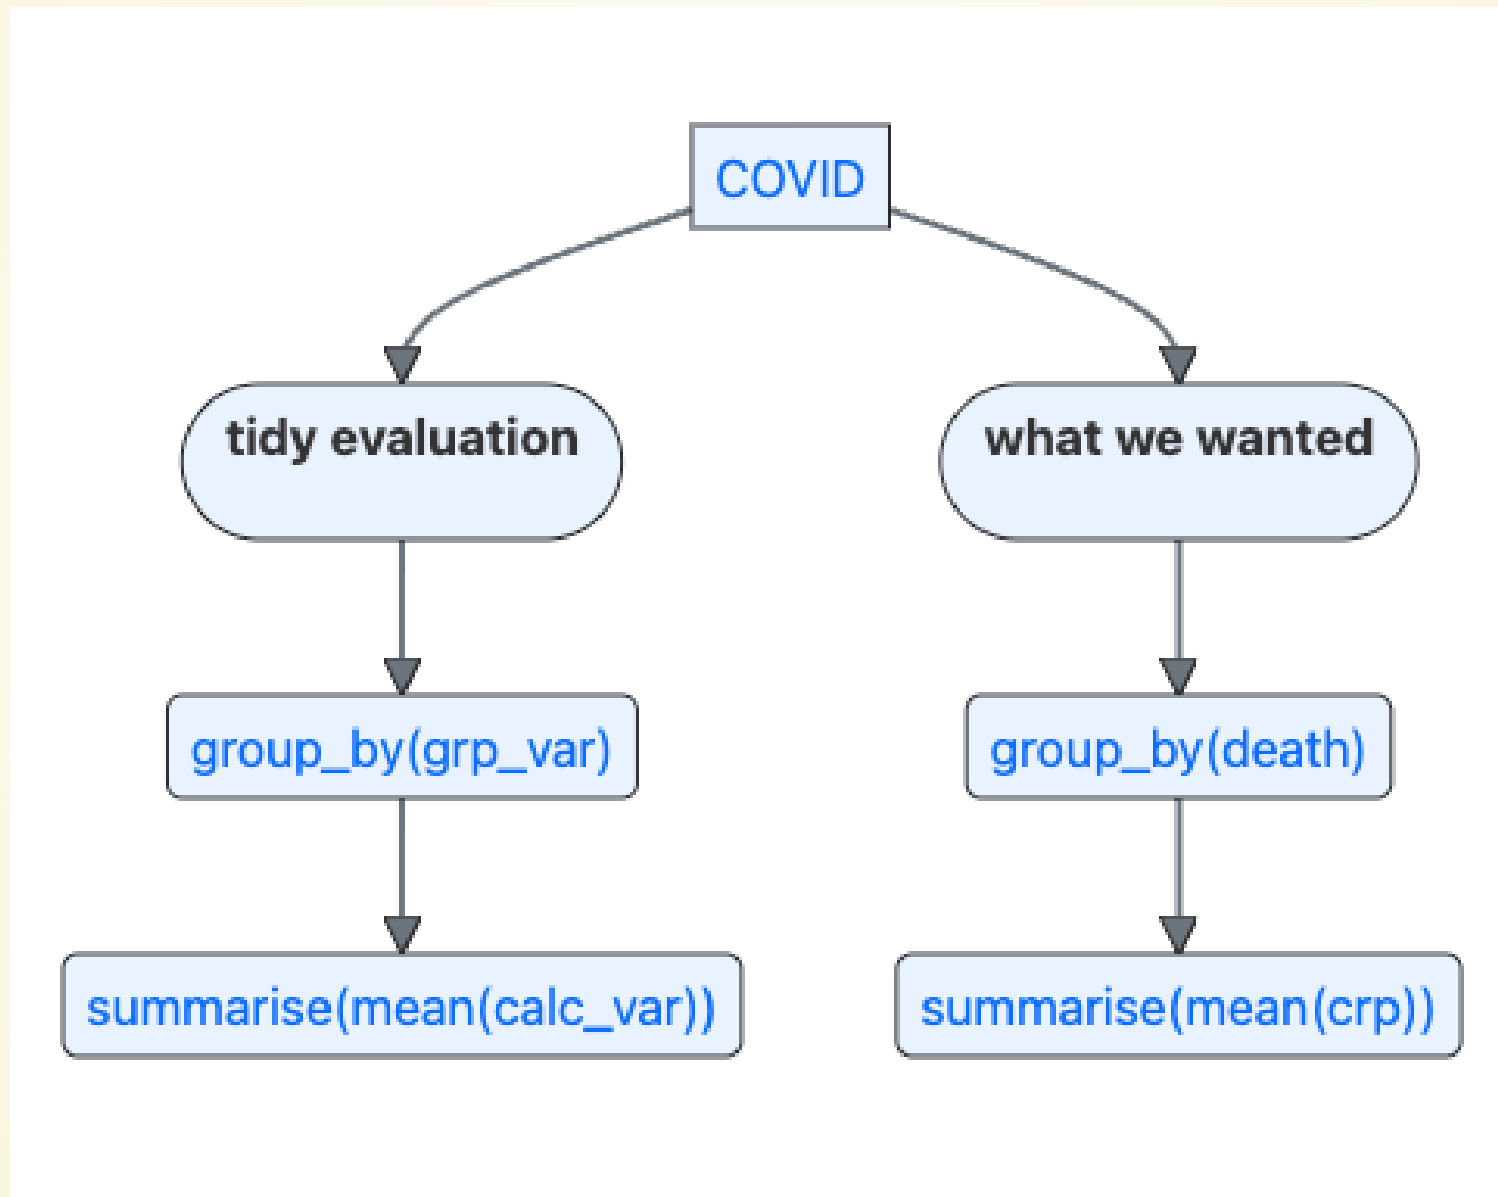 COVID
tidy evaluation
what we wanted
group_by(grp_var)
group_by(death)
summarise(mean(calc_var))
summarise(mean(crp))